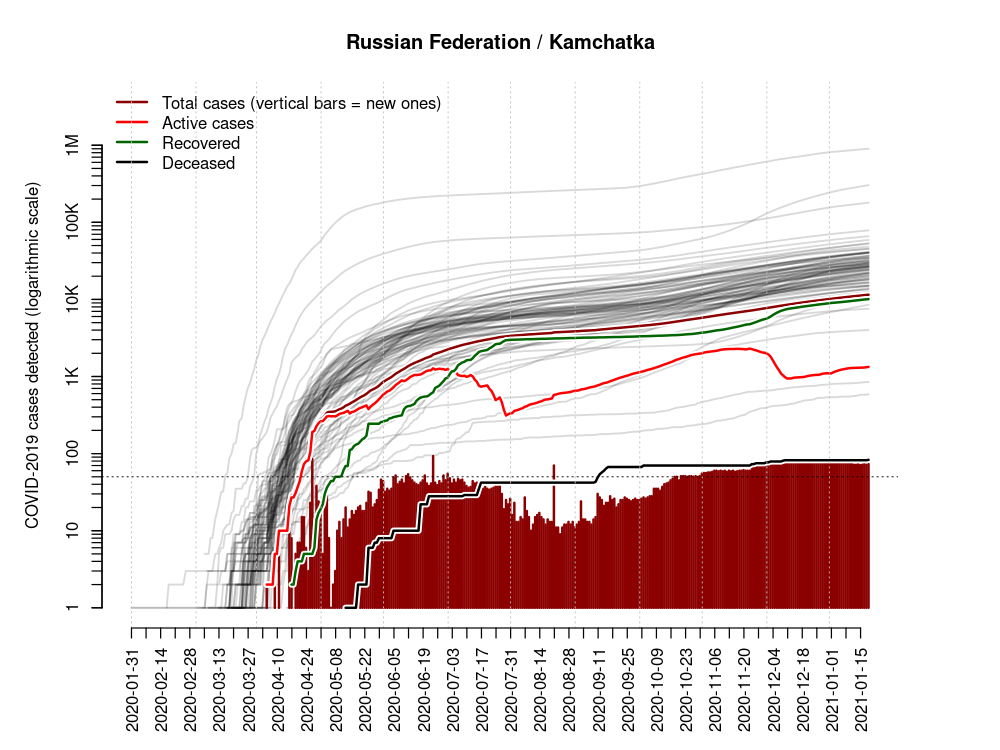 Russian Federation / Kamchatka
Total cases (vertical bars = new ones)
Active cases
Recovered
Deceased
COVID-2019 cases detected (logarithmic scale)
1M
100K
10K
1K
100
10
1
2020-01-31
2020-02-14
2020-02-28
2020-03-13
2020-03-27
2020-04-10
2020-04-24
2020-05-08
2020-05-22
2020-06-05
2020-06-19
2020-07-03
2020-07-17
2020-07-31
2020-08-14
2020-08-28
2020-09-11
2020-09-25
2020-10-09
2020-10-23
2020-11-06
2020-11-20
2020-12-04
2020-12-18
2021-01-01
2021-01-15